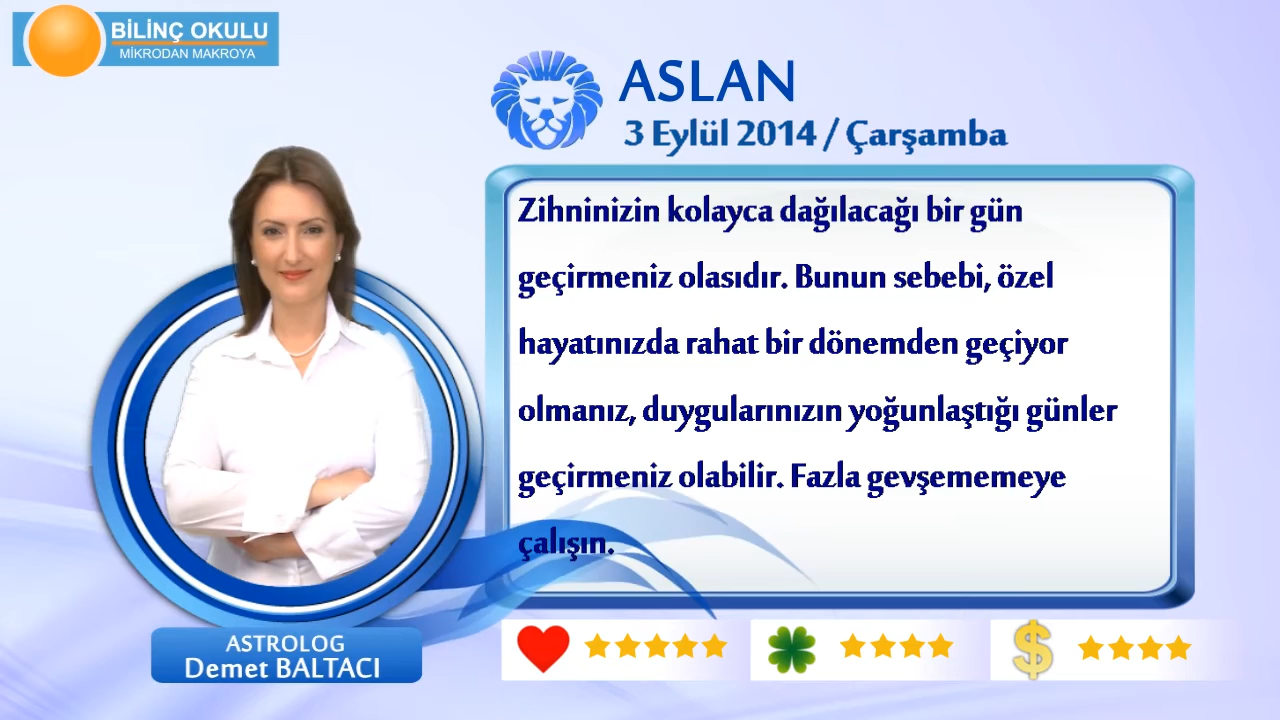 BİLİNÇ OKULU
MİKRODAN MAKROYA
ASLAN
3 Eylül 2014 / Çarşamba
Zihninizin kolayca dağılacağı bir gün
geçirmeniz olasıdır. Bunun sebebi, özel
hayatınızda rahat bir dönemden geçiyor
olmanız, duygularınızın yoğunlaştığı günler
geçirmeniz olabilir. Fazla gevşememeye
çalışın.
ASTROLOG
Demet BALTACI